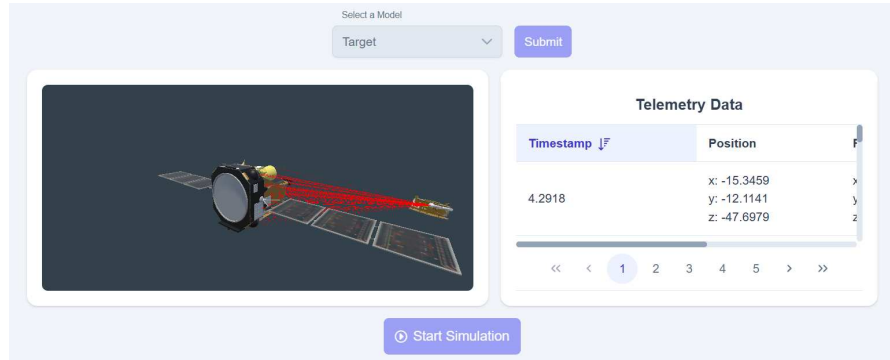 Select a Model
Target
Submit
Telemetry Data
Timestamp Position
x: -15.3459
4.2918 y: -12.1141
z: -47.6979
1 2 3 4 5
Start Simulation